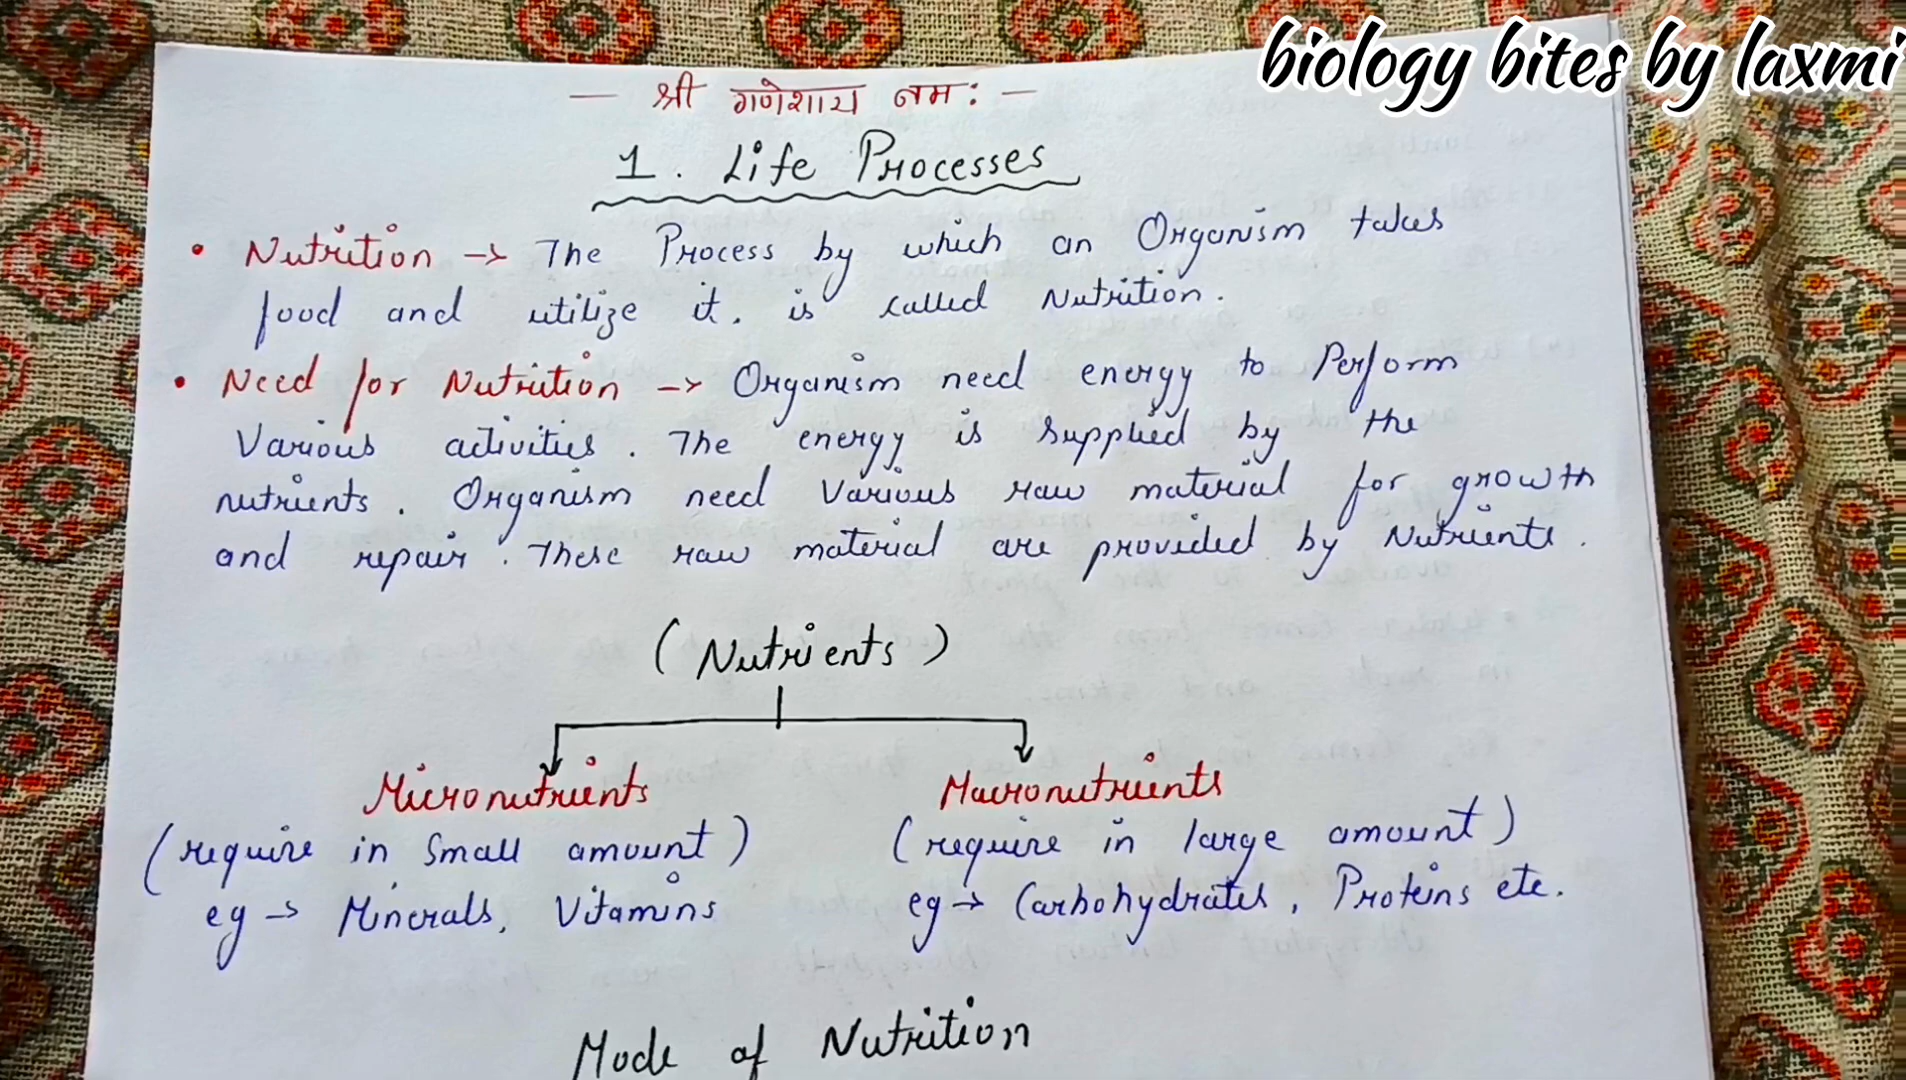 biology bites by laxmi
— श्री गणेशाय नमः —
1. Life Processes
• Nutrition → The Process by which an Organism takes
food and utilize it. is called Nutrition.
• Need for Nutrition → Organism need energy to Perform
Various activities. The energy is supplied by the
nutrients. Organism need Various raw material for growth
and repair. These raw material are provided by Nutrients.
(Nutrients)
Micronutrients Macronutrients
(require in Small amount) (require in large amount)
eg → Minerals, Vitamins eg → Carbohydrates, Proteins etc.
Mode of Nutrition